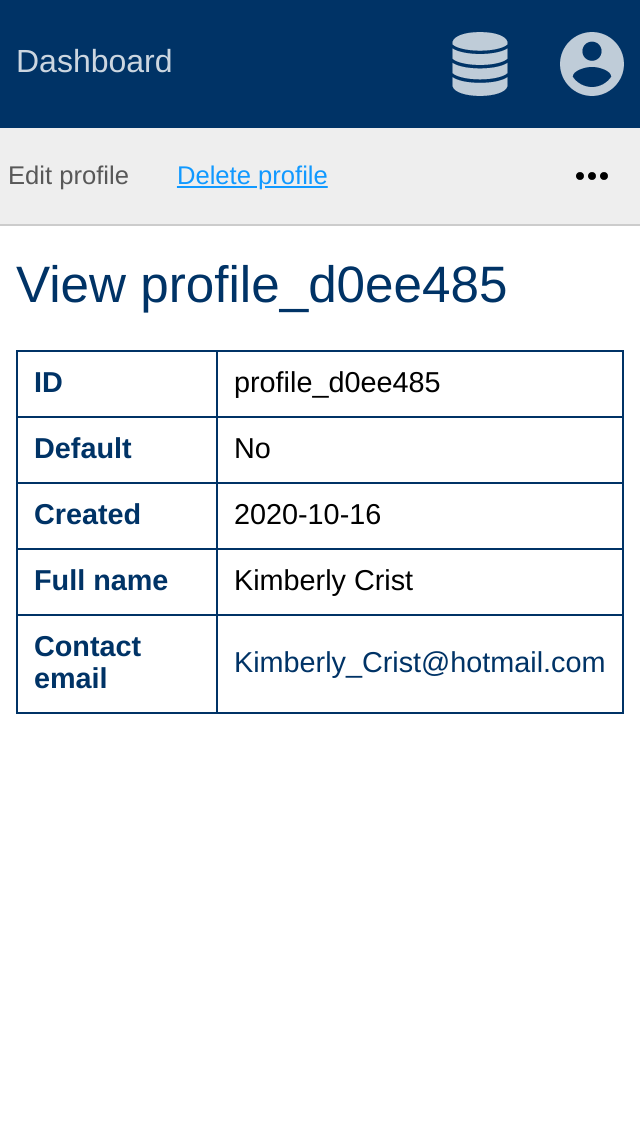 Dashboard
Edit profile Delete profile
View profile_d0ee485
ID profile_d0ee485
Default No
Created 2020-10-16
Full name Kimberly Crist
Contact
email Kimberly_Crist@hotmail.com